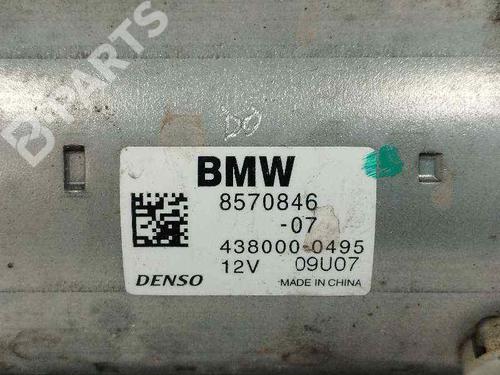 B-PARTS
BMW
8570846
-07
438000-0495
12V 09U07
DENSO MADE IN CHINA